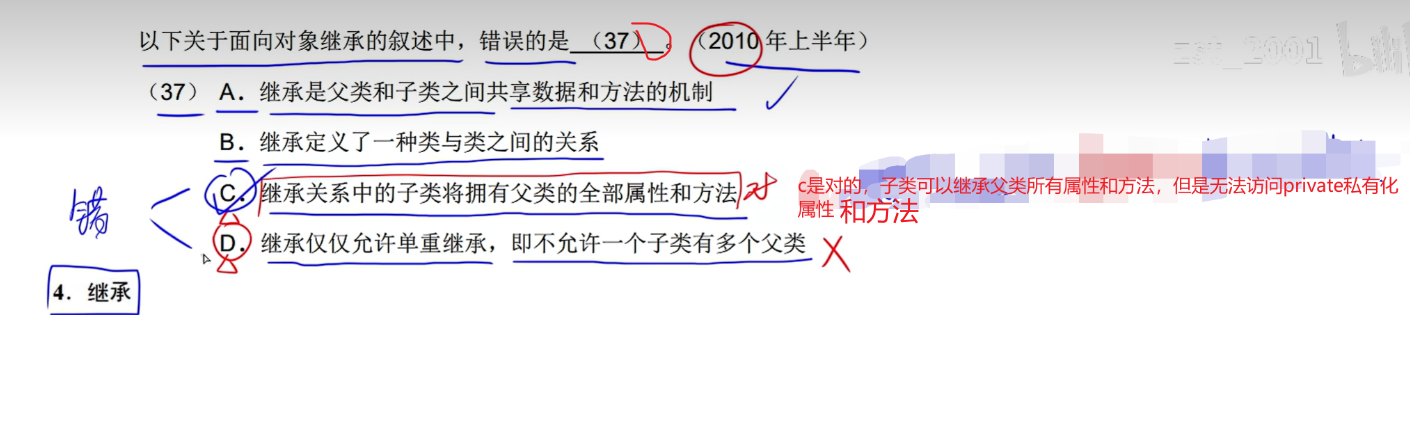 以下关于面向对象继承的叙述中，错误的是 （37） 。（2010 年上半年）
zst_2001
（37） A．继承是父类和子类之间共享数据和方法的机制
B．继承定义了一种类与类之间的关系
C．继承关系中的子类将拥有父类的全部属性和方法 对
c是对的，子类可以继承父类所有属性和方法，但是无法访问private私有化
属性 和方法
错
D．继承仅仅允许单重继承，即不允许一个子类有多个父类
4．继承